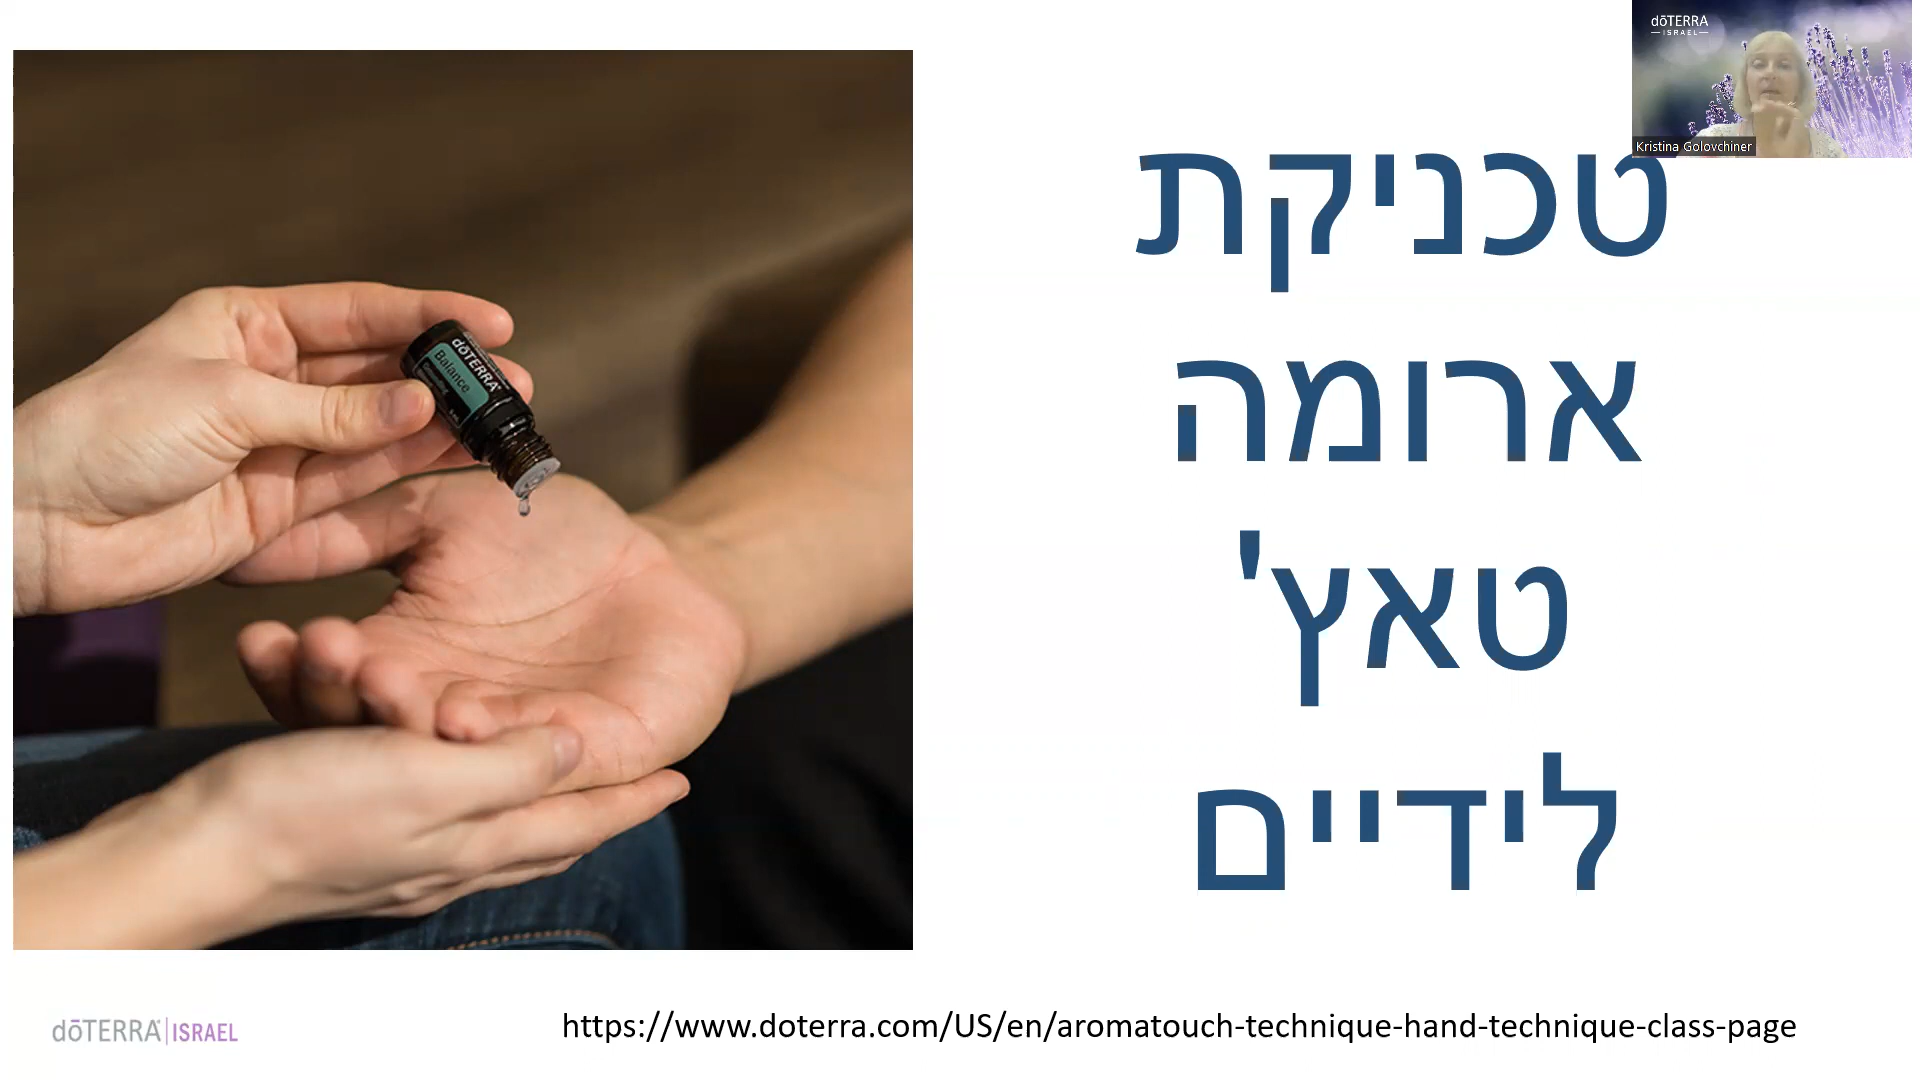 dōTERRA
ISRAEL
Kristina Golovchiner
טכניקת
ארומה
טאץ'
לידיים
dōTERRA
Balance
dōTERRA | ISRAEL
https://www.doterra.com/US/en/aromatouch-technique-hand-technique-class-page